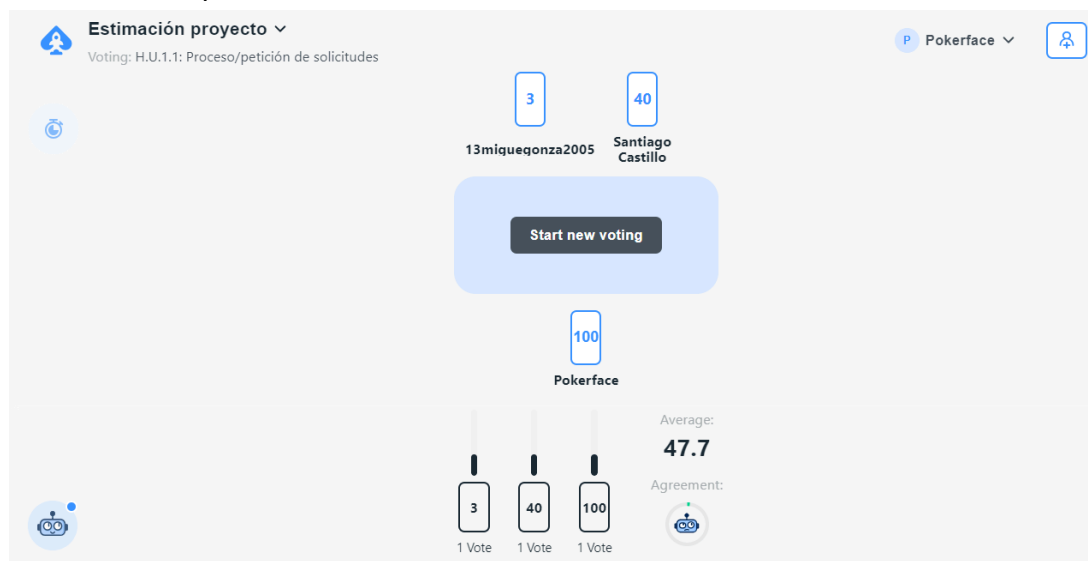 Estimación proyecto
Voting: H.U.1.1: Proceso/petición de solicitudes
P Pokerface
3
40
13miguegonza2005
Santiago
Castillo
Start new voting
100
Pokerface
Average:
47.7
Agreement:
3
40
100
1 Vote
1 Vote
1 Vote